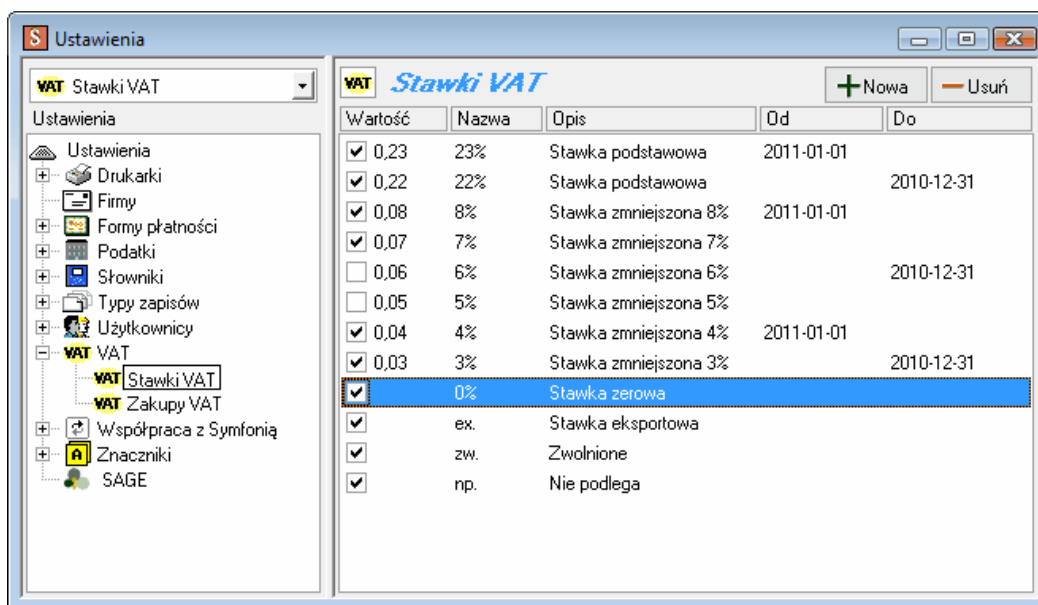 S Ustawienia
VAT Stawki VAT
Ustawienia
Ustawienia
Drukarki
Firmy
Formy płatności
Podatki
Słowniki
Typy zapisów
Użytkownicy
VAT VAT
VAT Stawki VAT
VAT Zakupy VAT
Współpraca z Symfonią
A Znaczniki
SAGE
VAT Stawki VAT
Nowa Usuń
Wartość Nazwa Opis Od Do
0,23 23% Stawka podstawowa 2011-01-01
0,22 22% Stawka podstawowa 2010-12-31
0,08 8% Stawka zmniejszona 8% 2011-01-01
0,07 7% Stawka zmniejszona 7%
0,06 6% Stawka zmniejszona 6% 2010-12-31
0,05 5% Stawka zmniejszona 5%
0,04 4% Stawka zmniejszona 4% 2011-01-01
0,03 3% Stawka zmniejszona 3% 2010-12-31
0% Stawka zerowa
ex. Stawka eksportowa
zw. Zwolnione
np. Nie podlega